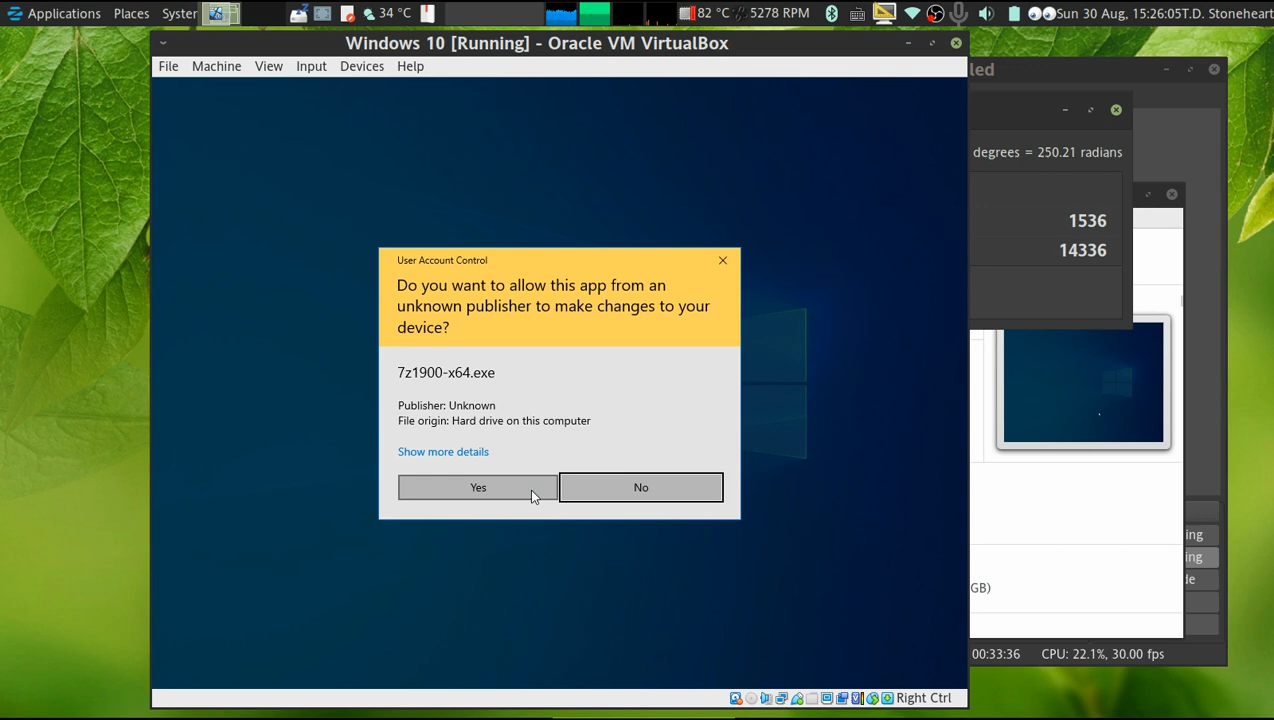 Applications Places System 34 °C 82 °C 5278 RPM Sun 30 Aug, 15:26:05 T.D. Stoneheart
Windows 10 [Running] - Oracle VM VirtualBox
File Machine View Input Devices Help
led
degrees = 250.21 radians
1536
14336
User Account Control
Do you want to allow this app from an
unknown publisher to make changes to your
device?
7z1900-x64.exe
Publisher: Unknown
File origin: Hard drive on this computer
Show more details
Yes No
ing
ing
de
GB)
00:33:36 CPU: 22.1%, 30.00 fps
Right Ctrl